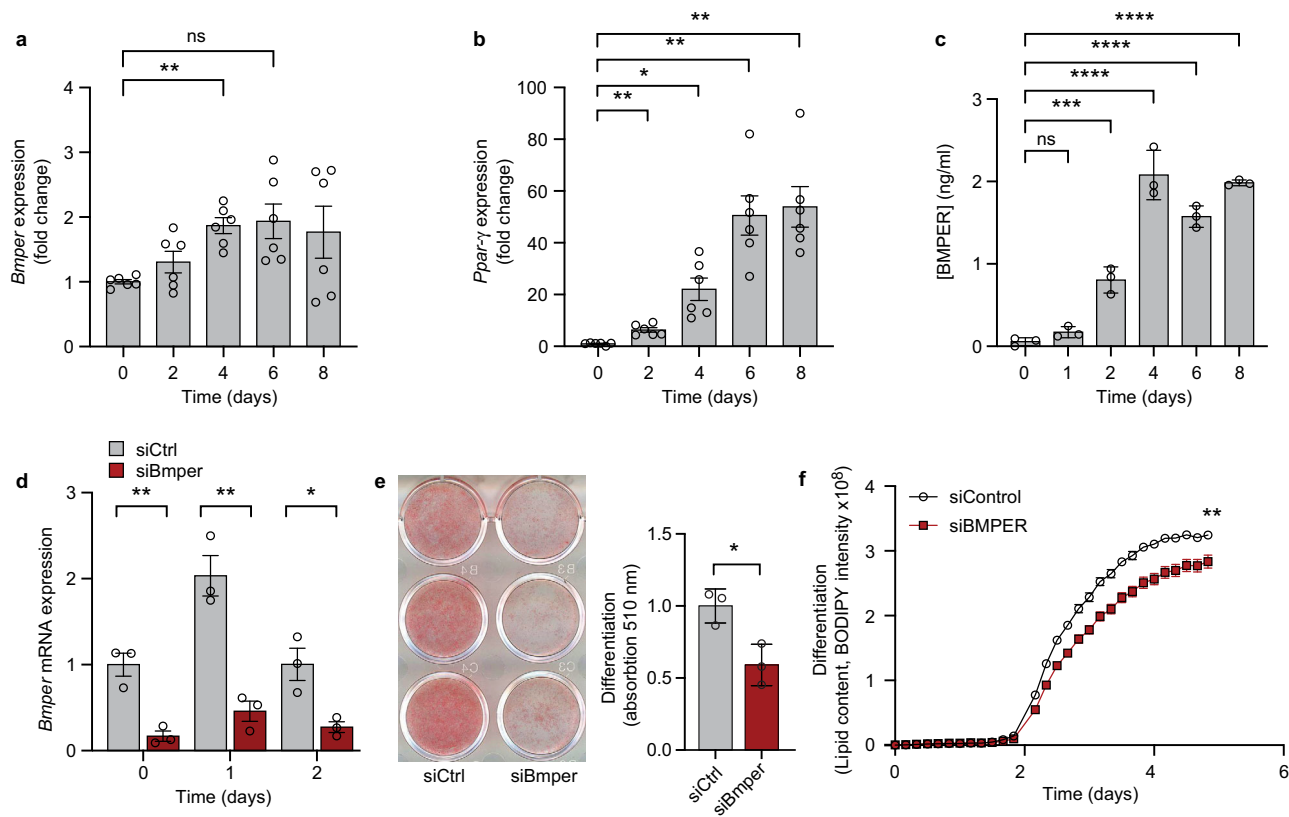 a
ns
**
4
3
2
1
0
Bmper expression
(fold change)
0 2 4 6 8
Time (days)
b
**
**
*
**
100
80
60
40
20
0
Ppar-γ expression
(fold change)
0 2 4 6 8
Time (days)
c
****
****
****
***
ns
3
2
1
0
[BMPER] (ng/ml)
0 1 2 4 6 8
Time (days)
d
siCtrl
siBmper
** ** *
3
2
1
0
Bmper mRNA expression
0 1 2
Time (days)
e
B4 B3
C4 C3
siCtrl siBmper
*
1.5
1.0
0.5
0.0
Differentiation
(absorbtion 510 nm)
siCtrl
siBmper
f
siControl
siBMPER
**
4
3
2
1
0
Differentiation
(Lipid content, BODIPY intensity x10⁸)
0 2 4 6
Time (days)